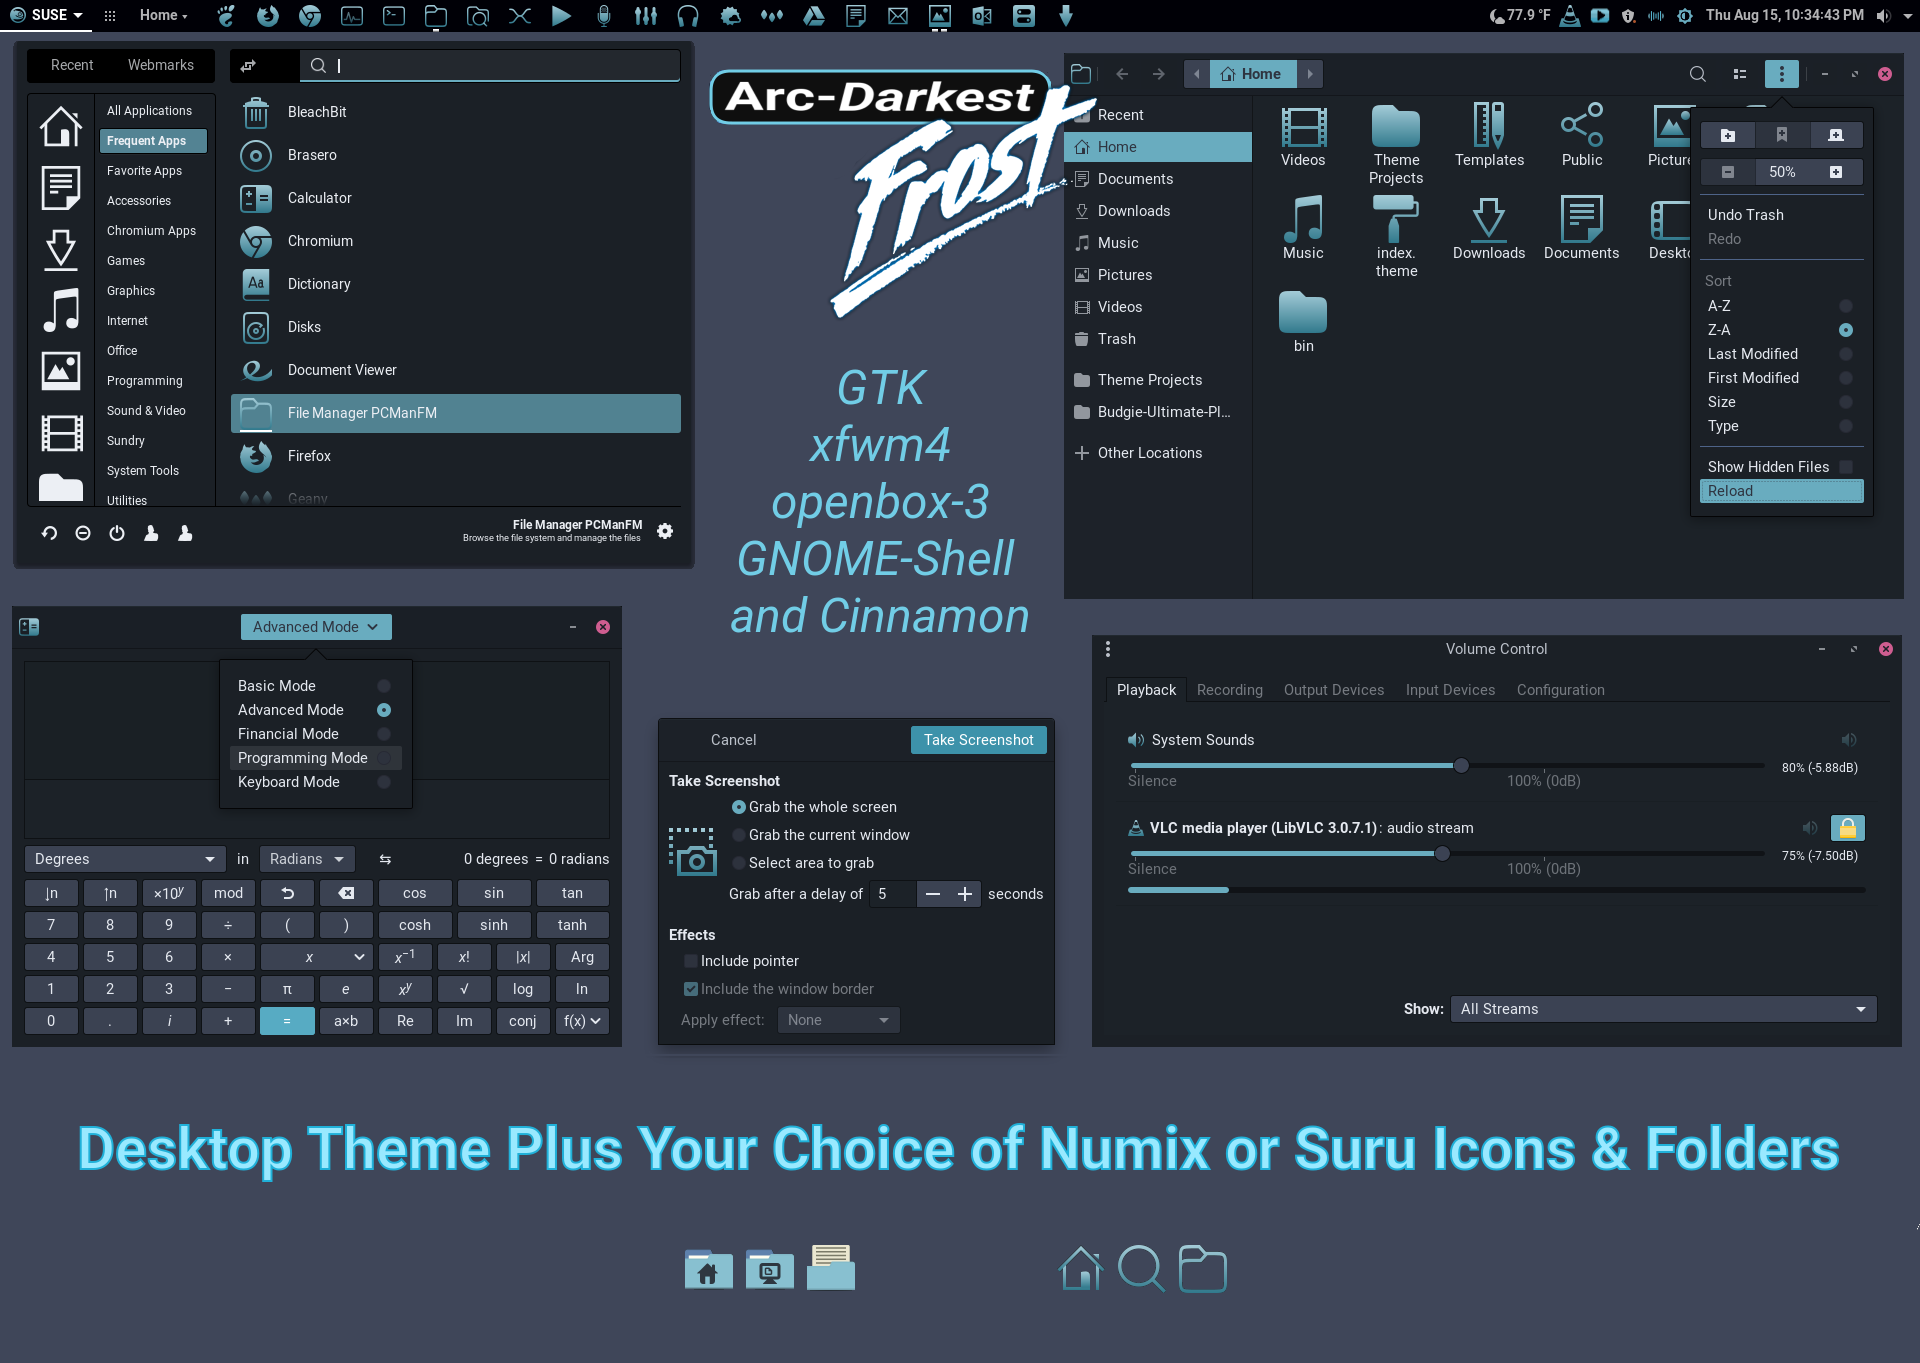 SUSE
Home
77.9 °F
Thu Aug 15, 10:34:43 PM
Recent
Webmarks
All Applications
Frequent Apps
Favorite Apps
Accessories
Chromium Apps
Games
Graphics
Internet
Office
Programming
Sound & Video
Sundry
System Tools
Utilities
BleachBit
Brasero
Calculator
Chromium
Aa
Dictionary
Disks
Document Viewer
File Manager PCManFM
Firefox
Geany
File Manager PCManFM
Browse the file system and manage the files
Arc-Darkest
Frost
GTK
xfwm4
openbox-3
GNOME-Shell
and Cinnamon
Home
Recent
Home
Documents
Downloads
Music
Pictures
Videos
Trash
Theme Projects
Budgie-Ultimate-Pl...
Other Locations
Videos
Theme
Projects
Templates
Public
Pictur
Music
index.
theme
Downloads
Documents
Deskt
bin
50%
Undo Trash
Redo
Sort
A-Z
Z-A
Last Modified
First Modified
Size
Type
Show Hidden Files
Reload
Advanced Mode
Basic Mode
Advanced Mode
Financial Mode
Programming Mode
Keyboard Mode
Degrees in Radians ⇆ 0 degrees = 0 radians
↓n ↑n ×10ʸ mod cos sin tan
7 8 9 ÷ ( ) cosh sinh tanh
4 5 6 × x x⁻¹ x! |x| Arg
1 2 3 − π e xʸ √ log ln
0 . i + = a×b Re Im conj f(x)
Cancel
Take Screenshot
Take Screenshot
Grab the whole screen
Grab the current window
Select area to grab
Grab after a delay of 5 − + seconds
Effects
Include pointer
Include the window border
Apply effect: None
Volume Control
Playback Recording Output Devices Input Devices Configuration
System Sounds
80% (-5.88dB)
Silence 100% (0dB)
VLC media player (LibVLC 3.0.7.1) : audio stream
75% (-7.50dB)
Silence 100% (0dB)
Show: All Streams
Desktop Theme Plus Your Choice of Numix or Suru Icons & Folders